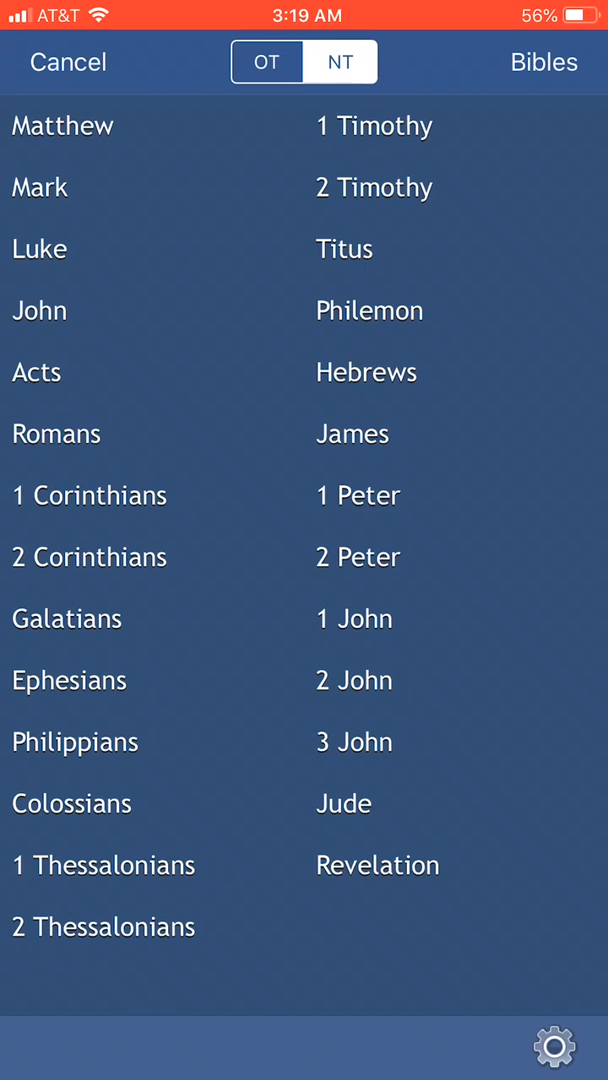 AT&T 3:19 AM 56%
Cancel OT NT Bibles
Matthew
Mark
Luke
John
Acts
Romans
1 Corinthians
2 Corinthians
Galatians
Ephesians
Philippians
Colossians
1 Thessalonians
2 Thessalonians
1 Timothy
2 Timothy
Titus
Philemon
Hebrews
James
1 Peter
2 Peter
1 John
2 John
3 John
Jude
Revelation